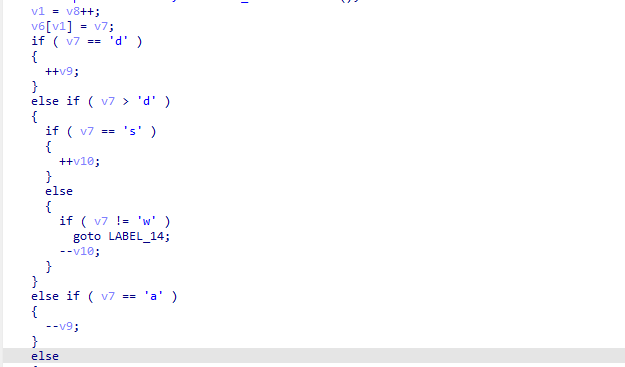 v1 = v8++;
v6[v1] = v7;
if ( v7 == 'd' )
{
++v9;
}
else if ( v7 > 'd' )
{
if ( v7 == 's' )
{
++v10;
}
else
{
if ( v7 != 'w' )
goto LABEL_14;
--v10;
}
}
else if ( v7 == 'a' )
{
--v9;
}
else